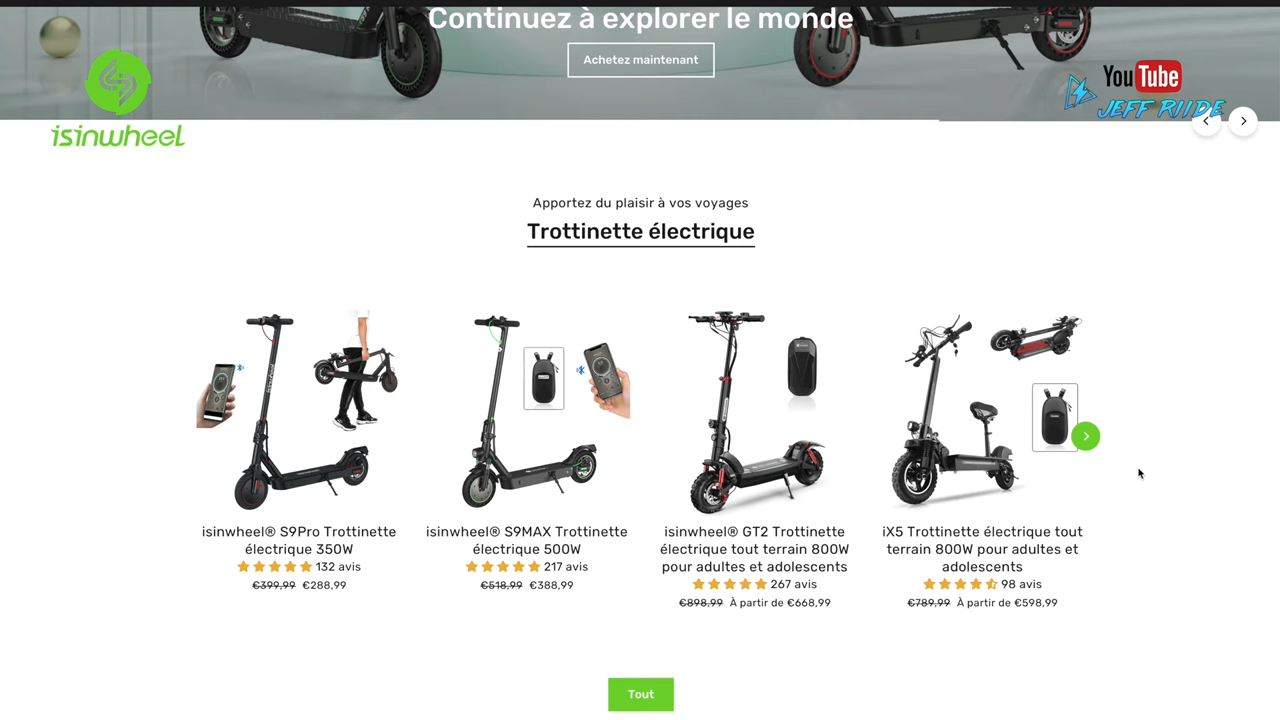 Continuez à explorer le monde
Achetez maintenant
YouTube
JEFF RIIDE
isinwheel
Apportez du plaisir à vos voyages
Trottinette électrique
isinwheel® S9Pro Trottinette
électrique 350W
132 avis
€399,99 €288,99
isinwheel® S9MAX Trottinette
électrique 500W
217 avis
€518,99 €388,99
isinwheel® GT2 Trottinette
électrique tout terrain 800W
pour adultes et adolescents
267 avis
€898,99 À partir de €668,99
iX5 Trottinette électrique tout
terrain 800W pour adultes et
adolescents
98 avis
€789,99 À partir de €598,99
Tout